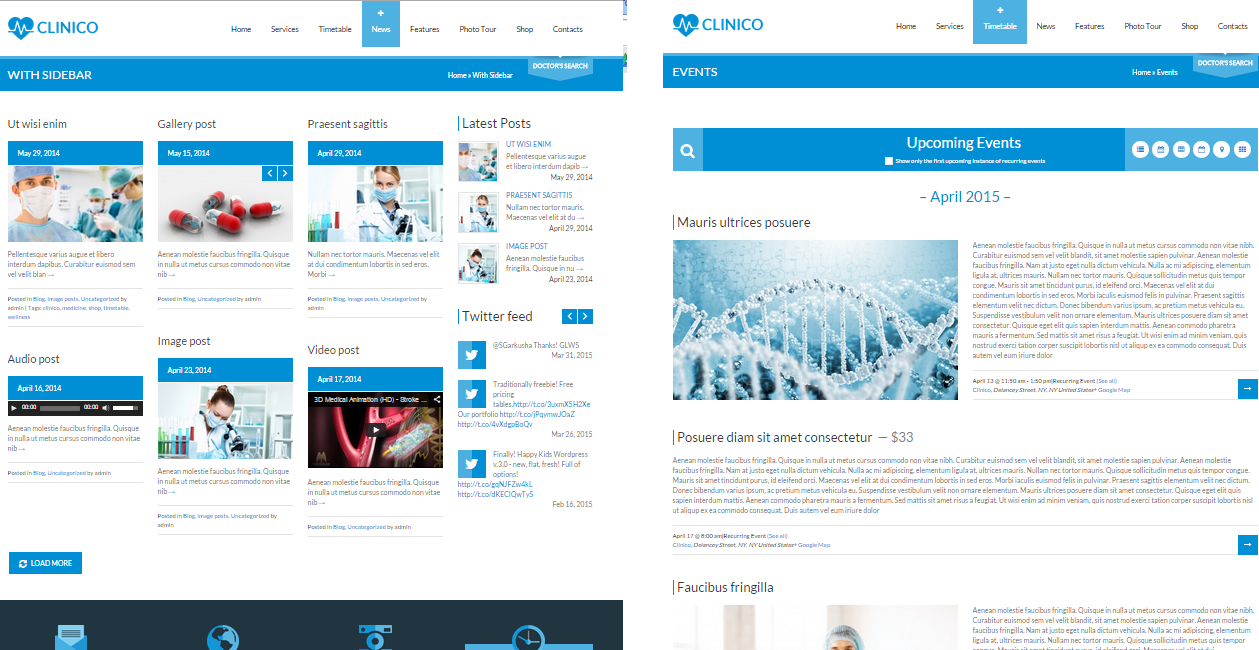 CLINICO
Home
Services
Timetable
News
Features
Photo Tour
Shop
Contacts
WITH SIDEBAR
Home » With Sidebar
DOCTOR'S SEARCH
Ut wisi enim
May 29, 2014
Pellentesque varius augue et libero
interdum dapibus. Curabitur euismod sem
vel velit blan →
Posted in Blog, Image posts, Uncategorized by
admin | Tags: clinico, medicine, shop, timetable,
wellness
Audio post
April 16, 2014
00:00
00:00
Aenean molestie faucibus fringilla. Quisque
in nulla ut metus cursus commodo non vitae
nib →
Posted in Blog, Uncategorized by admin
LOAD MORE
Gallery post
May 15, 2014
Aenean molestie faucibus fringilla. Quisque
in nulla ut metus cursus commodo non vitae
nib →
Posted in Blog, Uncategorized by admin
Image post
April 23, 2014
Aenean molestie faucibus fringilla. Quisque
in nulla ut metus cursus commodo non vitae
nib →
Posted in Blog, Image posts, Uncategorized by
admin
Praesent sagittis
April 29, 2014
Nullam nec tortor mauris. Maecenas vel elit
at dui condimentum lobortis in sed eros.
Morbi →
Posted in Blog, Image posts, Uncategorized by
admin
Video post
April 17, 2014
3D Medical Animation (HD) - Stroke ...
Aenean molestie faucibus fringilla. Quisque
in nulla ut metus cursus commodo non vitae
nib →
Posted in Blog, Uncategorized by admin
Latest Posts
UT WISI ENIM
Pellentesque varius augue
et libero interdum dapib →
May 29, 2014
PRAESENT SAGITTIS
Nullam nec tortor mauris.
Maecenas vel elit at du →
April 29, 2014
IMAGE POST
Aenean molestie faucibus
fringilla. Quisque in nu →
April 23, 2014
Twitter feed
@SGarkusha Thanks! GLWS
Mar 31, 2015
Traditionally freebie! Free
pricing
tables.http://t.co/3uxmX5H2Xe
Our portfolio http://t.co/jPqymwJOaZ
http://t.co/4vXdgpBoQv
Mar 26, 2015
Finally! Happy Kids Wordpress
v.3.0 - new, flat, fresh! Full of
options!
http://t.co/gqNJFZw4kL
http://t.co/dKECIQwTyS
Feb 16, 2015
CLINICO
Home
Services
Timetable
News
Features
Photo Tour
Shop
Contacts
EVENTS
Home » Events
DOCTOR'S SEARCH
Upcoming Events
Show only the first upcoming instance of recurring events
– April 2015 –
Mauris ultrices posuere
Aenean molestie faucibus fringilla. Quisque in nulla ut metus cursus commodo non vitae nibh.
Curabitur euismod sem vel velit blandit, sit amet molestie sapien pulvinar. Aenean molestie
faucibus fringilla. Nam at justo eget nulla dictum vehicula. Nulla ac mi adipiscing, elementum
ligula at, ultrices mauris. Nullam nec tortor mauris. Quisque sollicitudin metus quis tempor
congue. Mauris sit amet tincidunt purus, id eleifend orci. Maecenas vel elit at dui
condimentum lobortis in sed eros. Morbi iaculis euismod felis in pulvinar. Praesent sagittis
elementum velit nec dictum. Donec bibendum varius ipsum, ac pretium metus vehicula eu.
Suspendisse vestibulum velit non ornare elementum. Mauris ultrices posuere sit amet
consectetur. Quisque eget elit quis sapien interdum mattis. Aenean commodo pharetra
mauris a fermentum. Sed mattis sit amet risus a feugiat. Ut wisi enim ad minim veniam, quis
nostrud exerci tation corper suscipit lobortis nisl ut aliqup ex ea commodo consequat. Duis
autem vel eum iriure dolor
April 13 @ 11:50 am - 1:50 pm|Recurring Event (See all)
Clinico, Delancey Street, NY, NY United States+ Google Map
Posuere diam sit amet consectetur — $33
Aenean molestie faucibus fringilla. Quisque in nulla ut metus cursus commodo non vitae nibh. Curabitur euismod sem vel velit blandit, sit amet molestie sapien pulvinar. Aenean molestie
faucibus fringilla. Nam at justo eget nulla dictum vehicula. Nulla ac mi adipiscing, elementum ligula at, ultrices mauris. Nullam nec tortor mauris. Quisque sollicitudin metus quis tempor congue.
Mauris sit amet tincidunt purus, id eleifend orci. Maecenas vel elit at dui condimentum lobortis in sed eros. Morbi iaculis euismod felis in pulvinar. Praesent sagittis elementum velit nec dictum.
Donec bibendum varius ipsum, ac pretium metus vehicula eu. Suspendisse vestibulum velit non ornare elementum. Mauris ultrices posuere sit amet consectetur. Quisque eget elit quis
sapien interdum mattis. Aenean commodo pharetra mauris a fermentum. Sed mattis sit amet risus a feugiat. Ut wisi enim ad minim veniam, quis nostrud exerci tation corper suscipit lobortis nisl
ut aliqup ex ea commodo consequat. Duis autem vel eum iriure dolor
April 17 @ 8:00 am|Recurring Event (See all)
Clinico, Delancey Street, NY, NY United States+ Google Map
Faucibus fringilla
Aenean molestie faucibus fringilla. Quisque in nulla ut metus cursus commodo non vitae nibh.
Curabitur euismod sem vel velit blandit, sit amet molestie sapien pulvinar. Aenean molestie
faucibus fringilla. Nam at justo eget nulla dictum vehicula. Nulla ac mi adipiscing, elementum
ligula at, ultrices mauris. Nullam nec tortor mauris. Quisque sollicitudin metus quis tempor